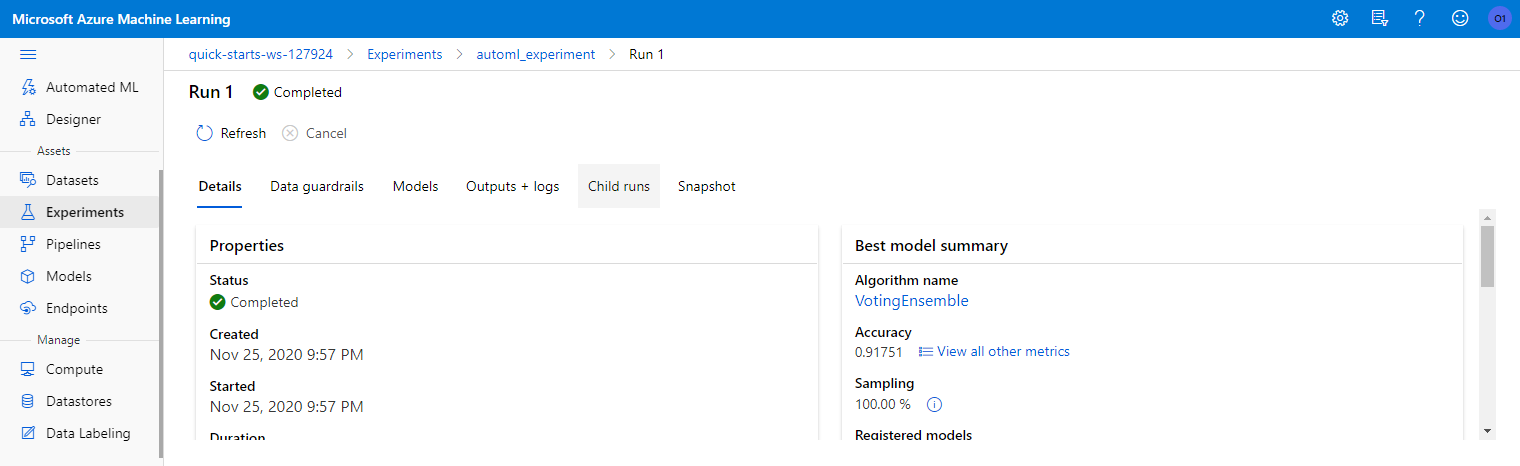 Microsoft Azure Machine Learning
O1
quick-starts-ws-127924 > Experiments > automl_experiment > Run 1
Automated ML
Designer
Assets
Datasets
Experiments
Pipelines
Models
Endpoints
Manage
Compute
Datastores
Data Labeling
Run 1 Completed
Refresh Cancel
Details Data guardrails Models Outputs + logs Child runs Snapshot
Properties
Status
Completed
Created
Nov 25, 2020 9:57 PM
Started
Nov 25, 2020 9:57 PM
Duration
Best model summary
Algorithm name
VotingEnsemble
Accuracy
0.91751 View all other metrics
Sampling
100.00 %
Registered models